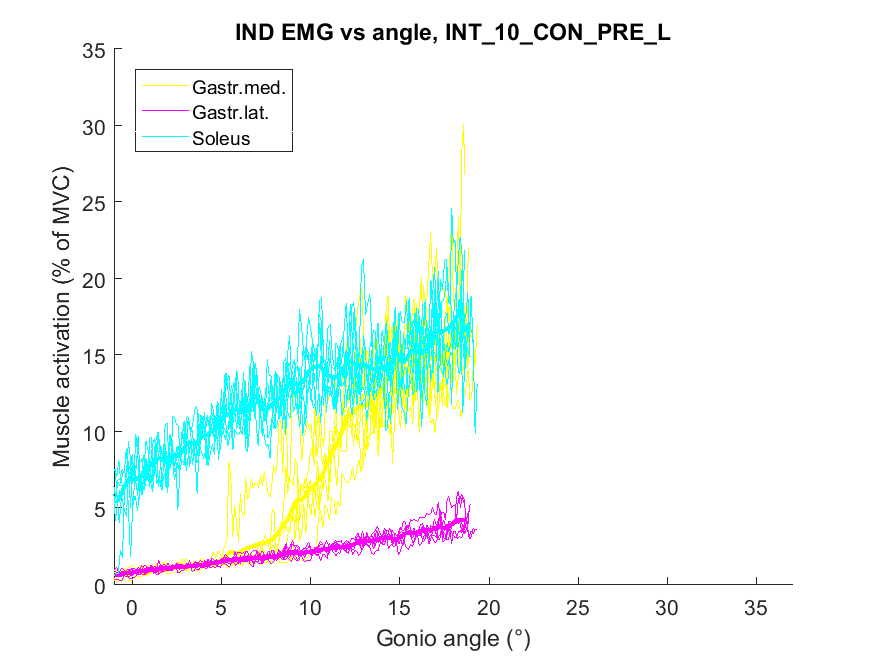 IND EMG vs angle, INT_10_CON_PRE_L
35
30
25
20
15
10
5
0
Muscle activation (% of MVC)
Gastr.med.
Gastr.lat.
Soleus
0 5 10 15 20 25 30 35
Gonio angle (°)